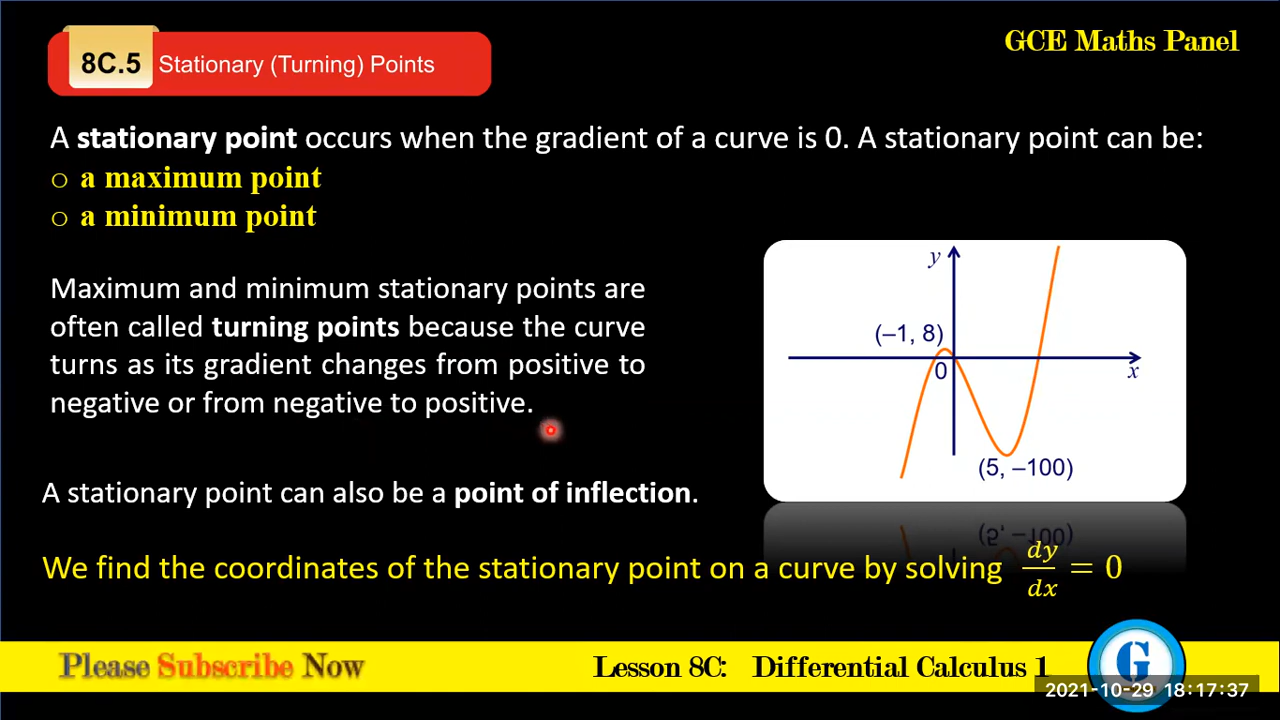 GCE Maths Panel
8C.5 Stationary (Turning) Points
A stationary point occurs when the gradient of a curve is 0. A stationary point can be:
o a maximum point
o a minimum point
Maximum and minimum stationary points are
often called turning points because the curve
turns as its gradient changes from positive to
negative or from negative to positive.
y
(–1, 8)
0
x
(5, –100)
A stationary point can also be a point of inflection.
(5, –100)
We find the coordinates of the stationary point on a curve by solving dy/dx = 0
Please Subscribe Now
Lesson 8C: Differential Calculus 1
G
2021-10-29 18:17:37